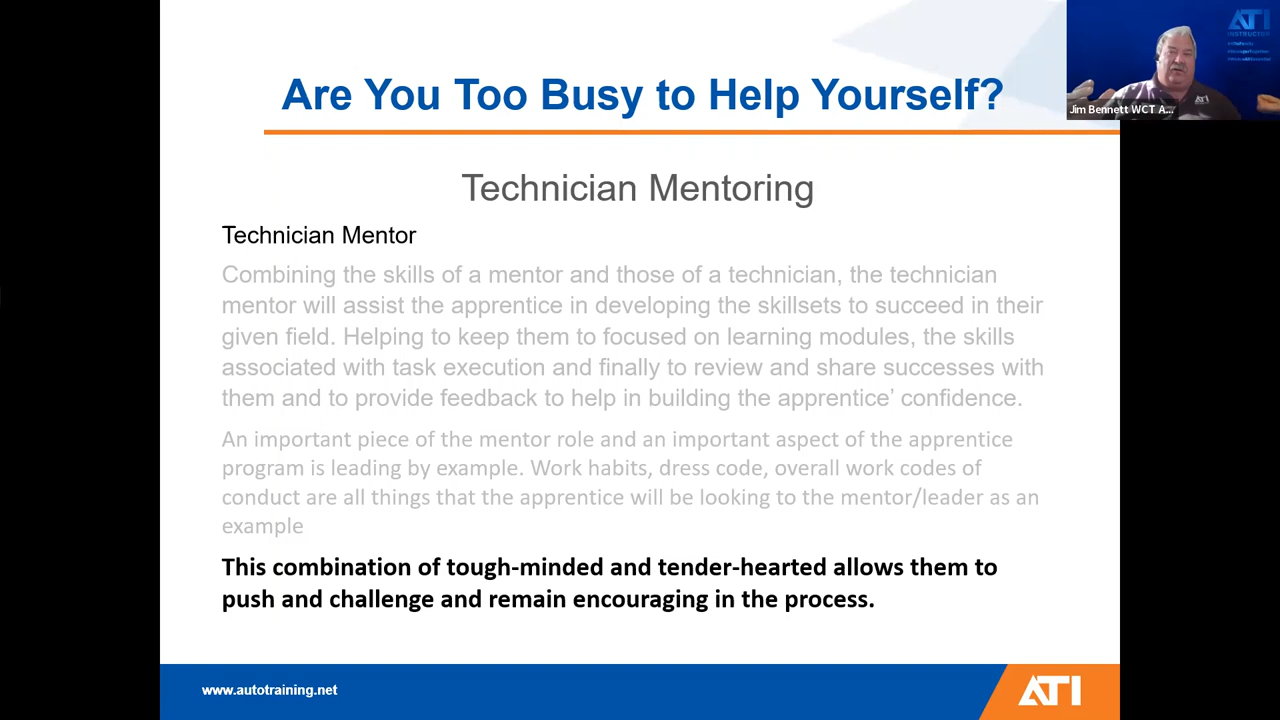 Are You Too Busy to Help Yourself?
ATI
INSTRUCTOR
Jim Bennett WCT A...
ATI
Technician Mentoring
Technician Mentor
Combining the skills of a mentor and those of a technician, the technician
mentor will assist the apprentice in developing the skillsets to succeed in their
given field. Helping to keep them to focused on learning modules, the skills
associated with task execution and finally to review and share successes with
them and to provide feedback to help in building the apprentice’ confidence.
An important piece of the mentor role and an important aspect of the apprentice
program is leading by example. Work habits, dress code, overall work codes of
conduct are all things that the apprentice will be looking to the mentor/leader as an
example
This combination of tough-minded and tender-hearted allows them to
push and challenge and remain encouraging in the process.
www.autotraining.net
ATI